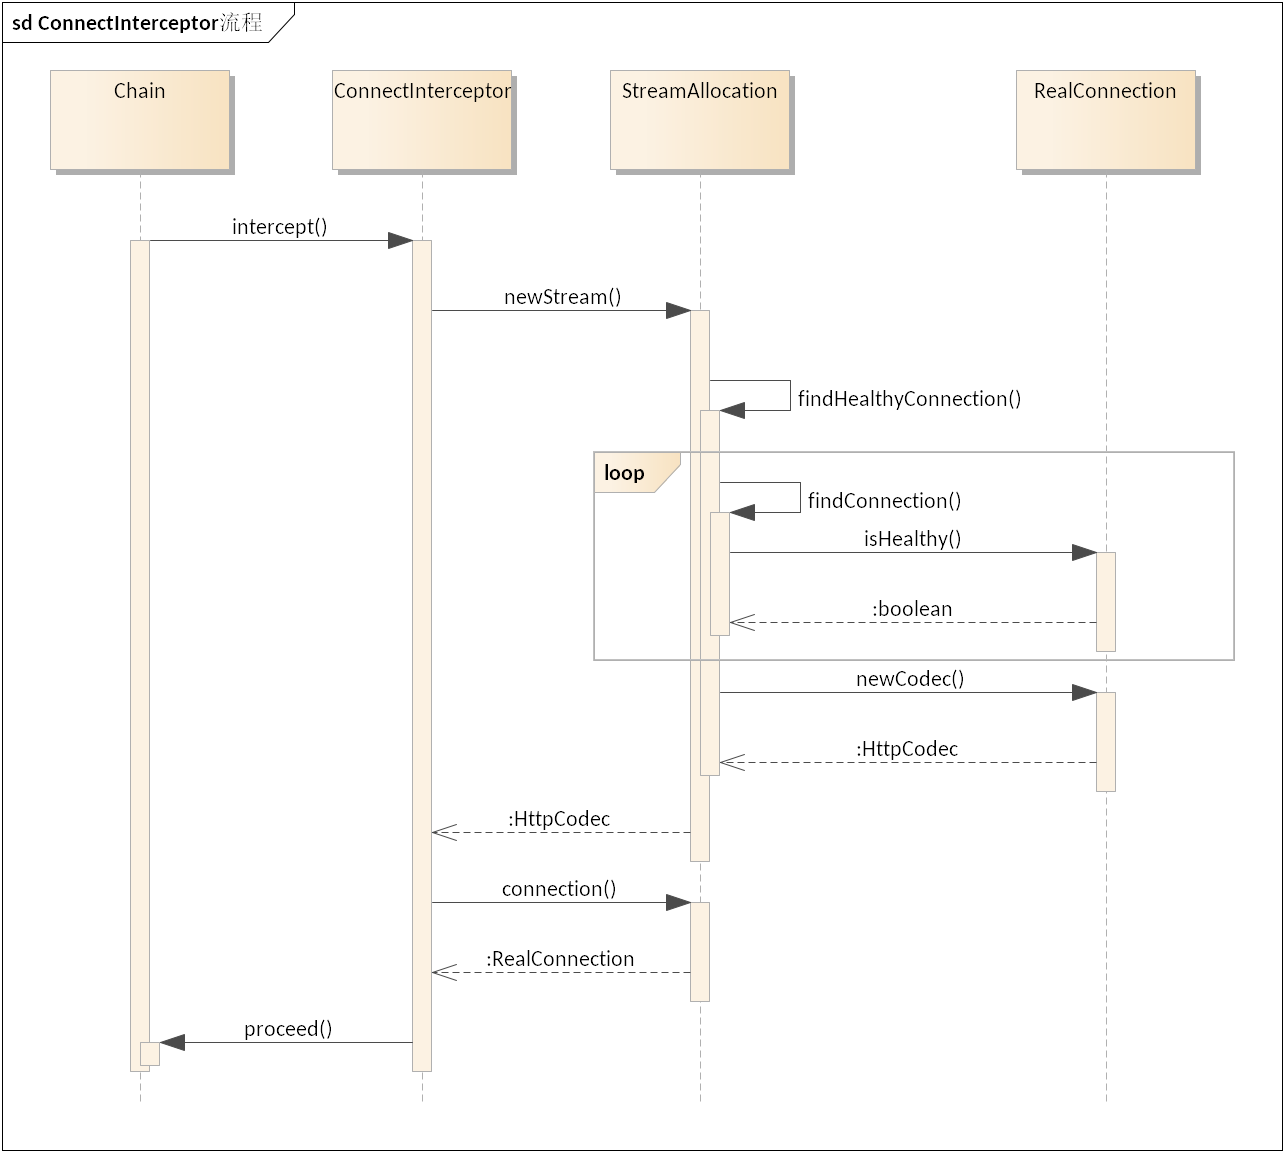 sd ConnectInterceptor流程
Chain
ConnectInterceptor
StreamAllocation
RealConnection
intercept()
newStream()
findHealthyConnection()
loop
findConnection()
isHealthy()
:boolean
newCodec()
:HttpCodec
:HttpCodec
connection()
:RealConnection
proceed()